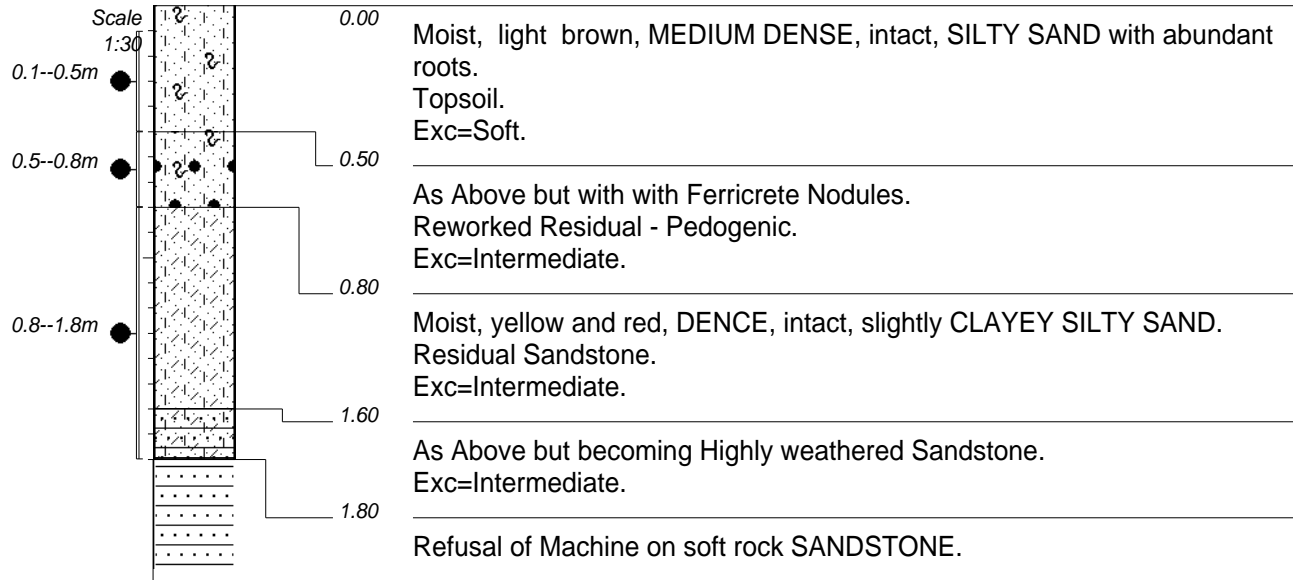 Scale
1:30
0.00
Moist, light brown, MEDIUM DENSE, intact, SILTY SAND with abundant
roots.
Topsoil.
Exc=Soft.
0.1--0.5m
0.50
0.5--0.8m
As Above but with with Ferricrete Nodules.
Reworked Residual - Pedogenic.
Exc=Intermediate.
0.80
0.8--1.8m
Moist, yellow and red, DENCE, intact, slightly CLAYEY SILTY SAND.
Residual Sandstone.
Exc=Intermediate.
1.60
As Above but becoming Highly weathered Sandstone.
Exc=Intermediate.
1.80
Refusal of Machine on soft rock SANDSTONE.